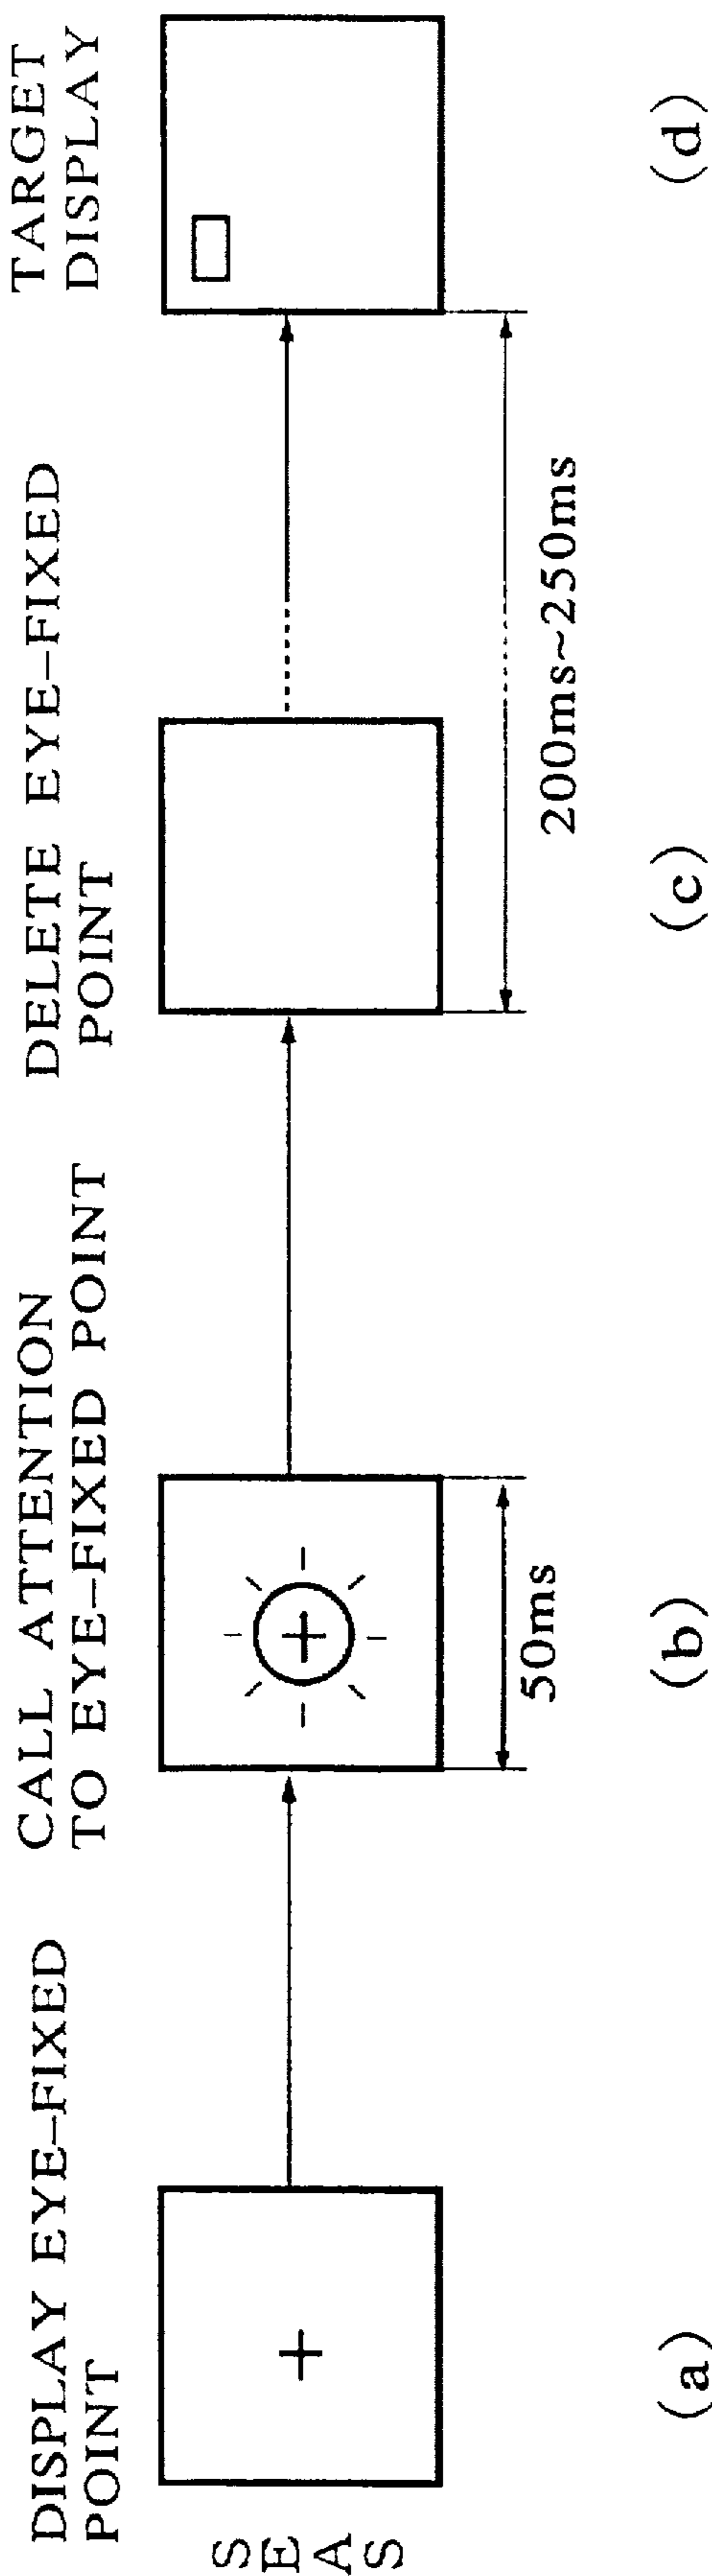 DISPLAY EYE–FIXED
POINT
CALL ATTENTION
TO EYE–FIXED POINT
DELETE EYE–FIXED
POINT
TARGET
DISPLAY
S
E
A
S
50ms
200ms~250ms
(a)
(b)
(c)
(d)